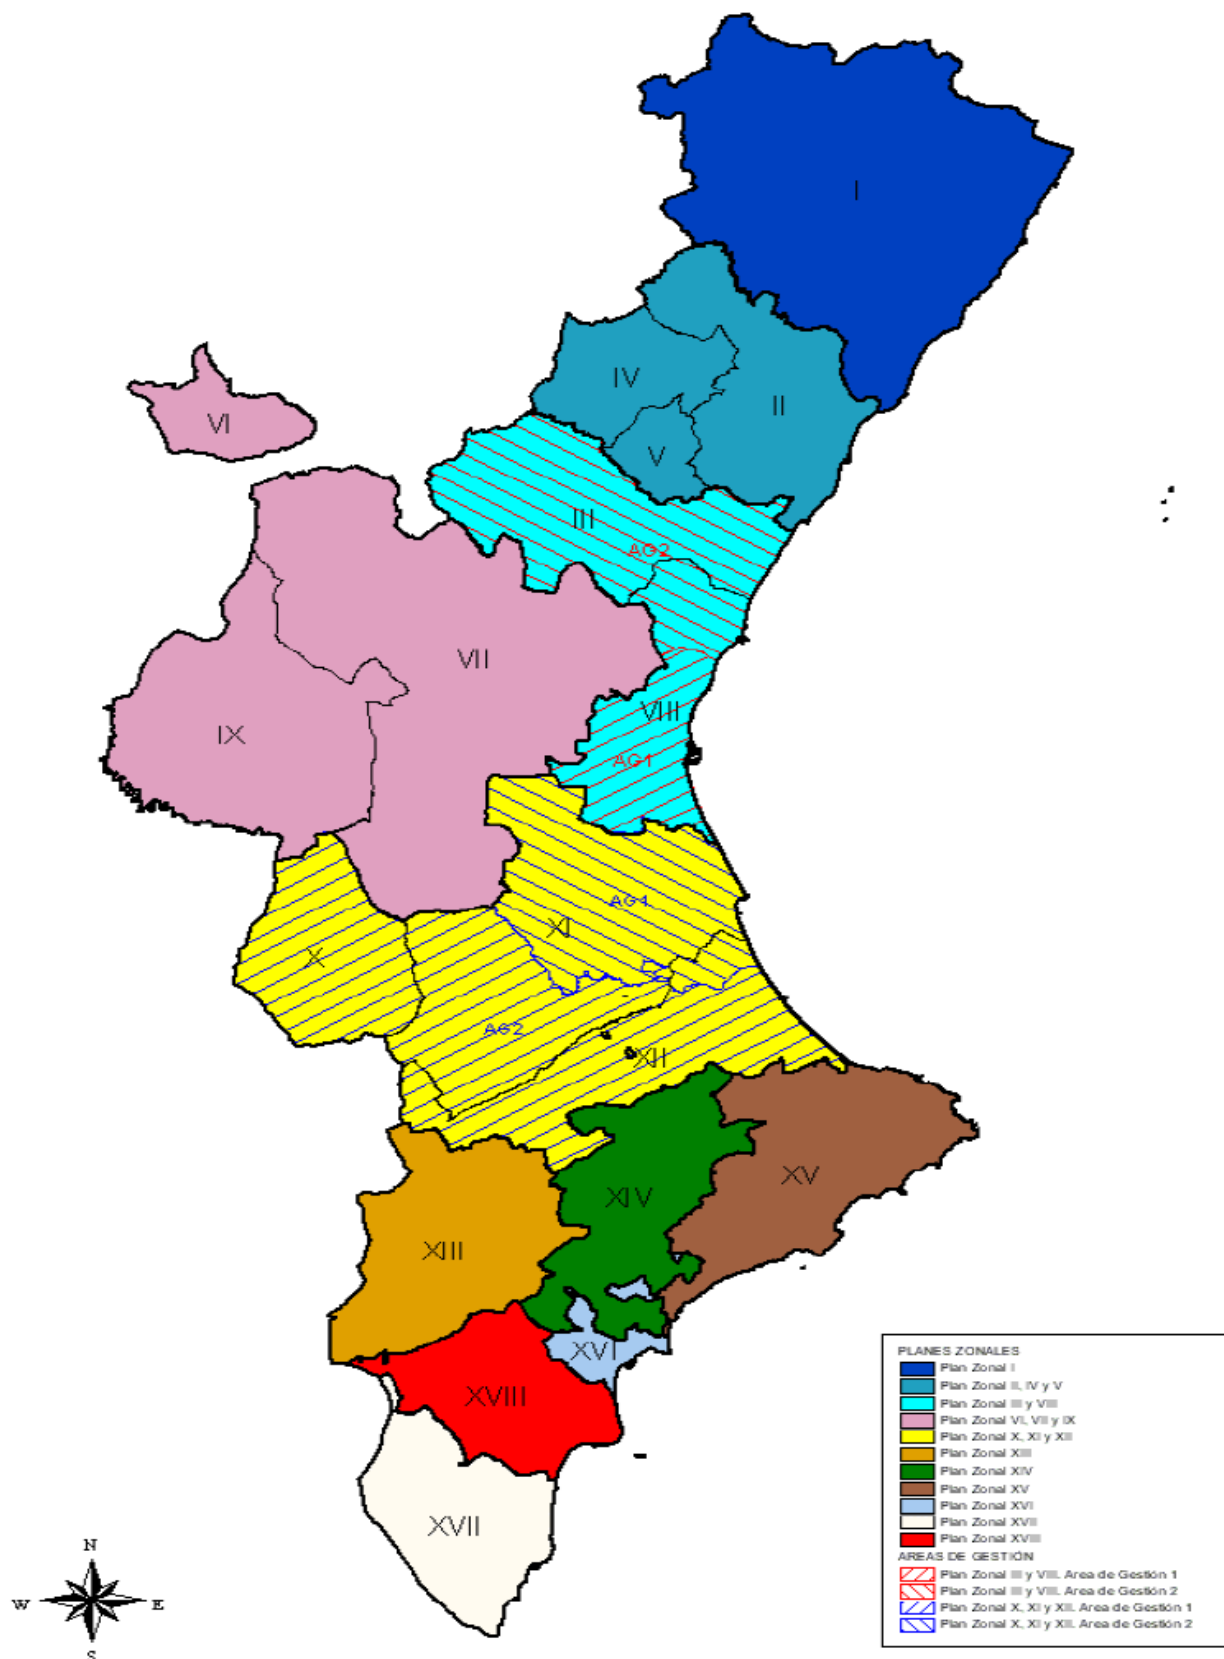 I
IV
II
VI
V
III
AG2
VII
VIII
IX
AG1
AG1
XI
X
AG2
XII
XV
XIV
XIII
XVI
XVIII
XVII
N
W
E
S
PLANES ZONALES
Plan Zonal I
Plan Zonal II, IV y V
Plan Zonal III y VIII
Plan Zonal VI, VII y IX
Plan Zonal X, XI y XII
Plan Zonal XIII
Plan Zonal XIV
Plan Zonal XV
Plan Zonal XVI
Plan Zonal XVII
Plan Zonal XVIII
AREAS DE GESTIÓN
Plan Zonal III y VIII. Area de Gestión 1
Plan Zonal III y VIII. Area de Gestión 2
Plan Zonal X, XI y XII. Area de Gestión 1
Plan Zonal X, XI y XII. Area de Gestión 2